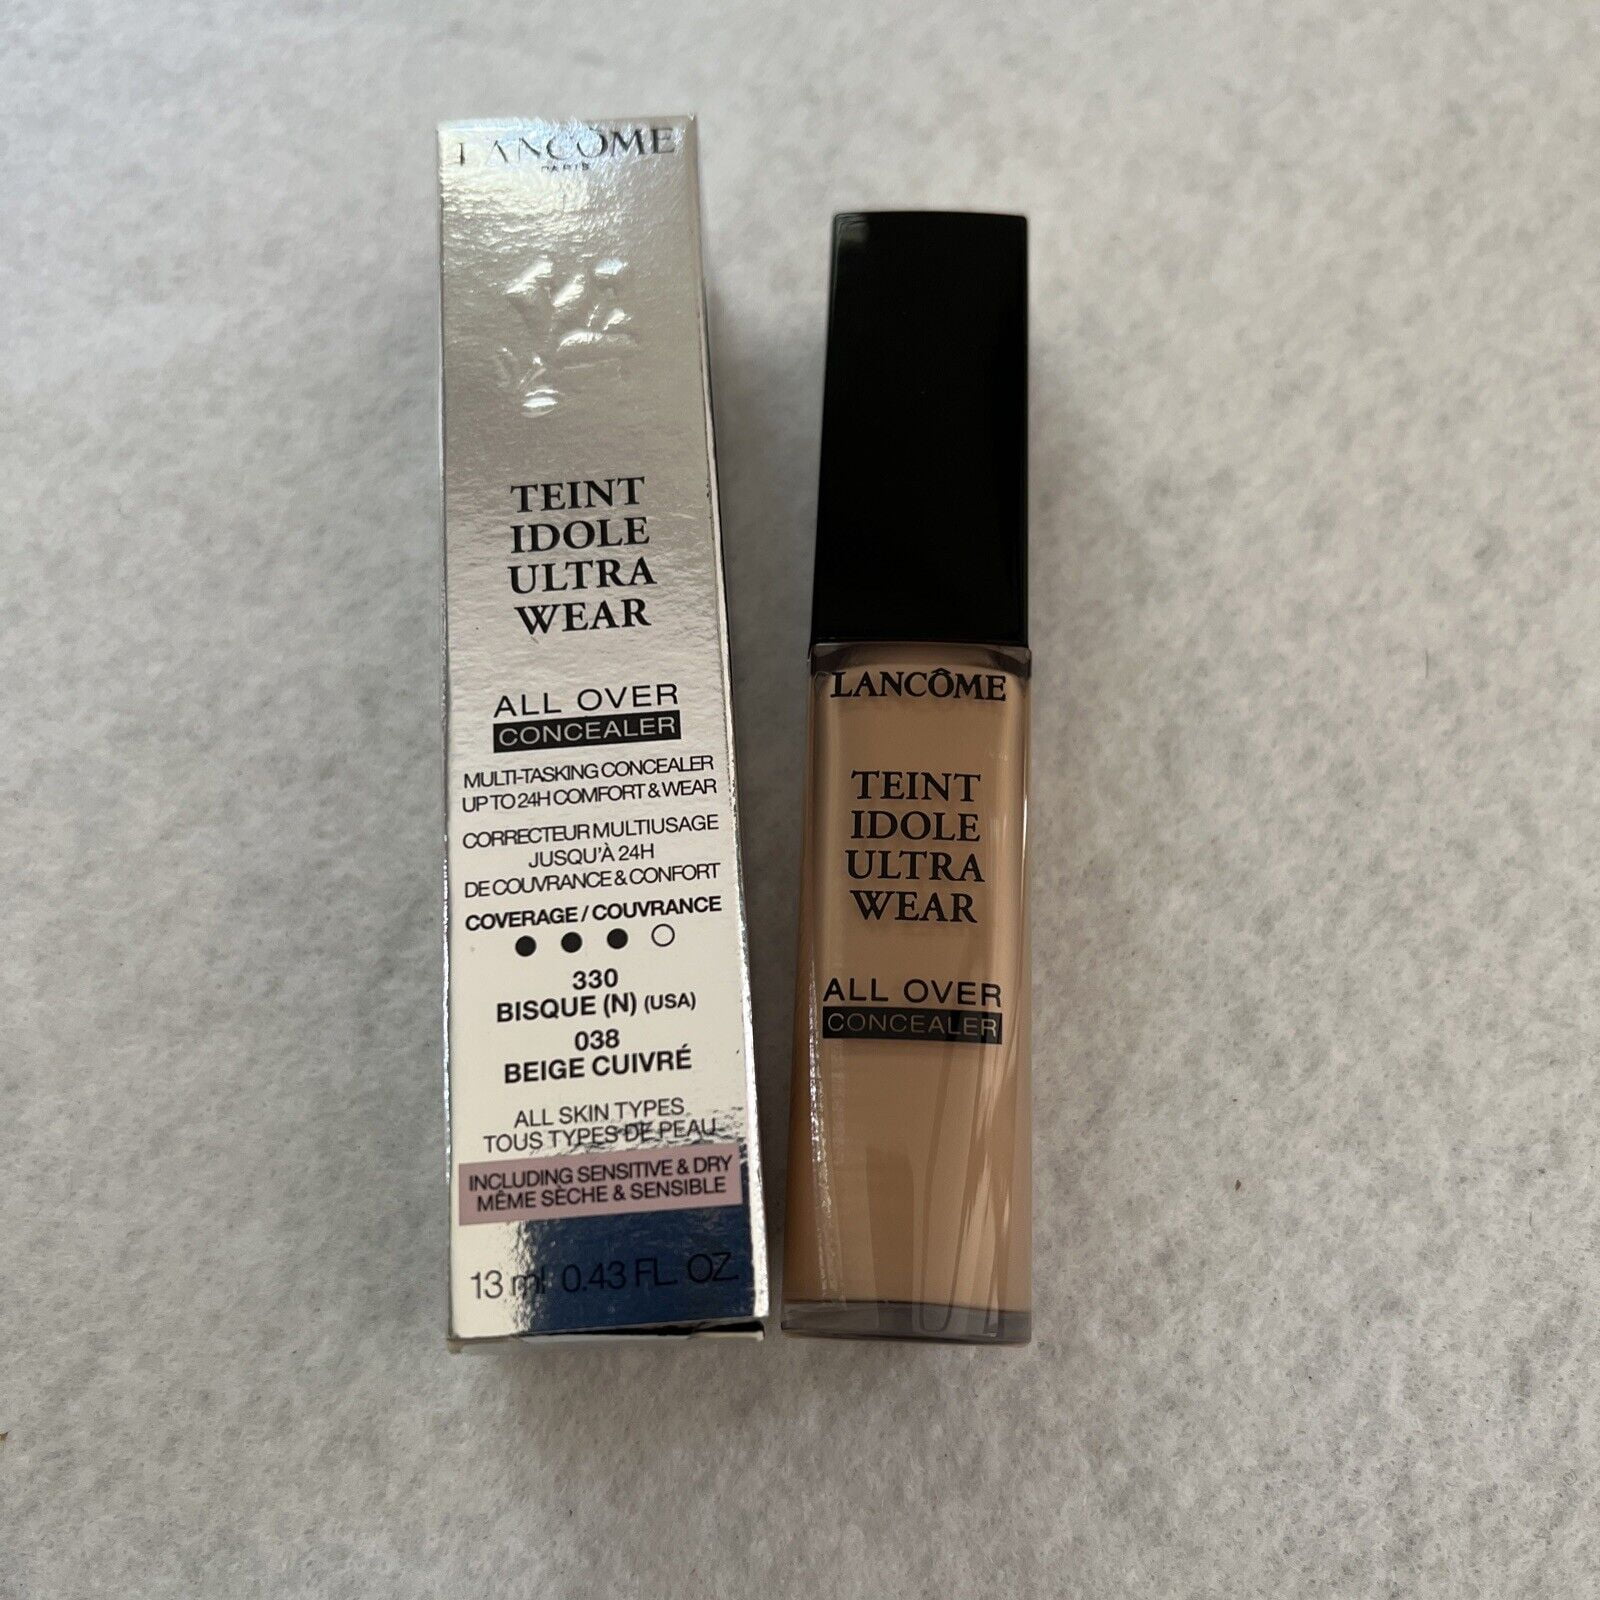 LANCÔME
PARIS
TEINT
IDOLE
ULTRA
WEAR
ALL OVER
CONCEALER
MULTI-TASKING CONCEALER
UP TO 24H COMFORT & WEAR
CORRECTEUR MULTIUSAGE
JUSQU'À 24H
DE COUVRANCE & CONFORT
COVERAGE / COUVRANCE
330
BISQUE (N) (USA)
038
BEIGE CUIVRÉ
ALL SKIN TYPES
TOUS TYPES DE PEAU
INCLUDING SENSITIVE & DRY
MÊME SÈCHE & SENSIBLE
13 ml 0.43 FL. OZ.
LANCÔME
TEINT
IDOLE
ULTRA
WEAR
ALL OVER
CONCEALER